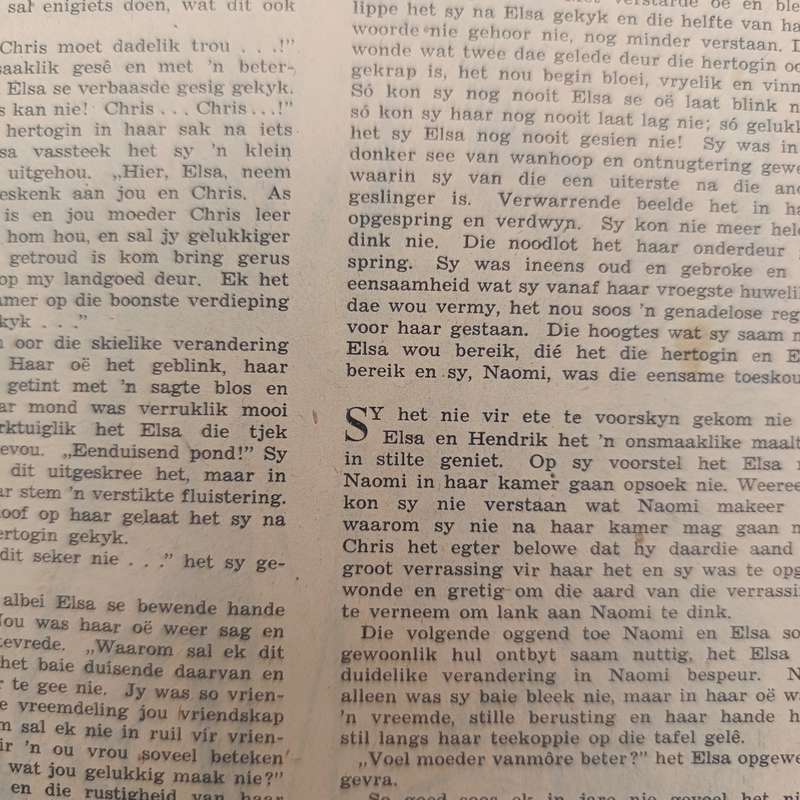 sal enigiets doen, wat dit ook
Chris moet dadelik trou . . .!”
saaklik gesê en met ’n beter-
Elsa se verbaasde gesig gekyk.
s kan nie! Chris . . . Chris . . .!”
hertogin in haar sak na iets
sa vassteek het sy ’n klein
uitgehou. „Hier, Elsa, neem
eskenk aan jou en Chris. As
is en jou moeder Chris leer
hom hou, en sal jy gelukkiger
getroud is kom bring gerus
op my landgoed deur. Ek het
amer op die boonste verdieping
kyk . . .”
n oor die skielike verandering
Haar oë het geblink, haar
getint met ’n sagte blos en
ar mond was verruklik mooi
rktuiglik het Elsa die tjek
evou. „Eenduisend pond!” Sy
dit uitgeskree het, maar in
ar stem ’n verstikte fluistering.
loof op haar gelaat het sy na
ertogin gekyk.
dit seker nie . . .” het sy ge-
albei Elsa se bewende hande
Nou was haar oë weer sag en
tevrede. „Waarom sal ek dit
het baie duisende daarvan en
r te gee nie. Jy was so vrien-
e vreemdeling jou vriendskap
m sal ek nie in ruil vir vrien-
ir ’n ou vrou soveel beteken
wat jou gelukkig maak nie?”
en die rustigheid van haar
verstarde oë en ble
lippe het sy na Elsa gekyk en die helfte van ha
woorde nie gehoor nie, nog minder verstaan. D
wonde wat twee dae gelede deur die hertogin oo
gekrap is, het nou begin bloei, vryelik en vinn
Só kon sy nog nooit Elsa se oë laat blink n
só kon sy haar nog nooit laat lag nie; só gelukk
het sy Elsa nog nooit gesien nie! Sy was in
donker see van wanhoop en ontnugtering gewe
waarin sy van die een uiterste na die and
geslinger is. Verwarrende beelde het in ha
opgespring en verdwyn. Sy kon nie meer held
dink nie. Die noodlot het haar onderdeur
spring. Sy was ineens oud en gebroke en
eensaamheid wat sy vanaf haar vroegste huweli
dae wou vermy, het nou soos ’n genadelose reg
voor haar gestaan. Die hoogtes wat sy saam m
Elsa wou bereik, dié het die hertogin en E
bereik en sy, Naomi, was die eensame toeskou
SY het nie vir ete te voorskyn gekom nie
Elsa en Hendrik het ’n onsmaaklike maalt
in stilte geniet. Op sy voorstel het Elsa n
Naomi in haar kamer gaan opsoek nie. Weeree
kon sy nie verstaan wat Naomi makeer
waarom sy nie na haar kamer mag gaan n
Chris het egter belowe dat hy daardie aand
groot verrassing vir haar het en sy was te opg
wonde en gretig om die aard van die verrassi
te verneem om lank aan Naomi te dink.
Die volgende oggend toe Naomi en Elsa so
gewoonlik hul ontbyt saam nuttig, het Elsa
duidelike verandering in Naomi bespeur. N
alleen was sy baie bleek nie, maar in haar oë wa
’n vreemde, stille berusting en haar hande h
stil langs haar teekoppie op die tafel gelê.
„Voel moeder vanmôre beter?” het Elsa opgewe
gevra.